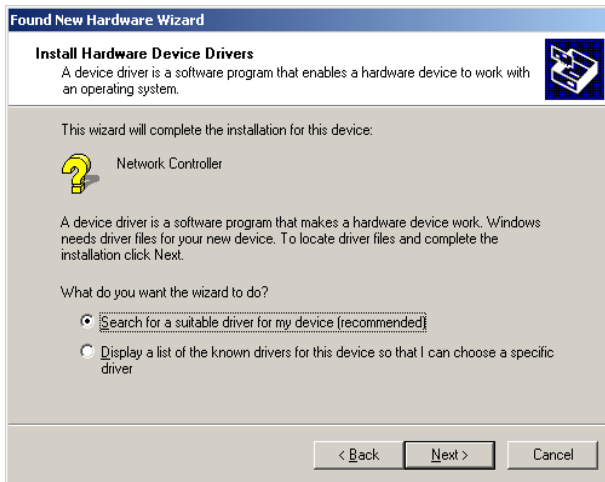 Found New Hardware Wizard
Install Hardware Device Drivers
A device driver is a software program that enables a hardware device to work with
an operating system.
This wizard will complete the installation for this device:
Network Controller
A device driver is a software program that makes a hardware device work. Windows
needs driver files for your new device. To locate driver files and complete the
installation click Next.
What do you want the wizard to do?
Search for a suitable driver for my device (recommended)
Display a list of the known drivers for this device so that I can choose a specific
driver
< Back Next > Cancel